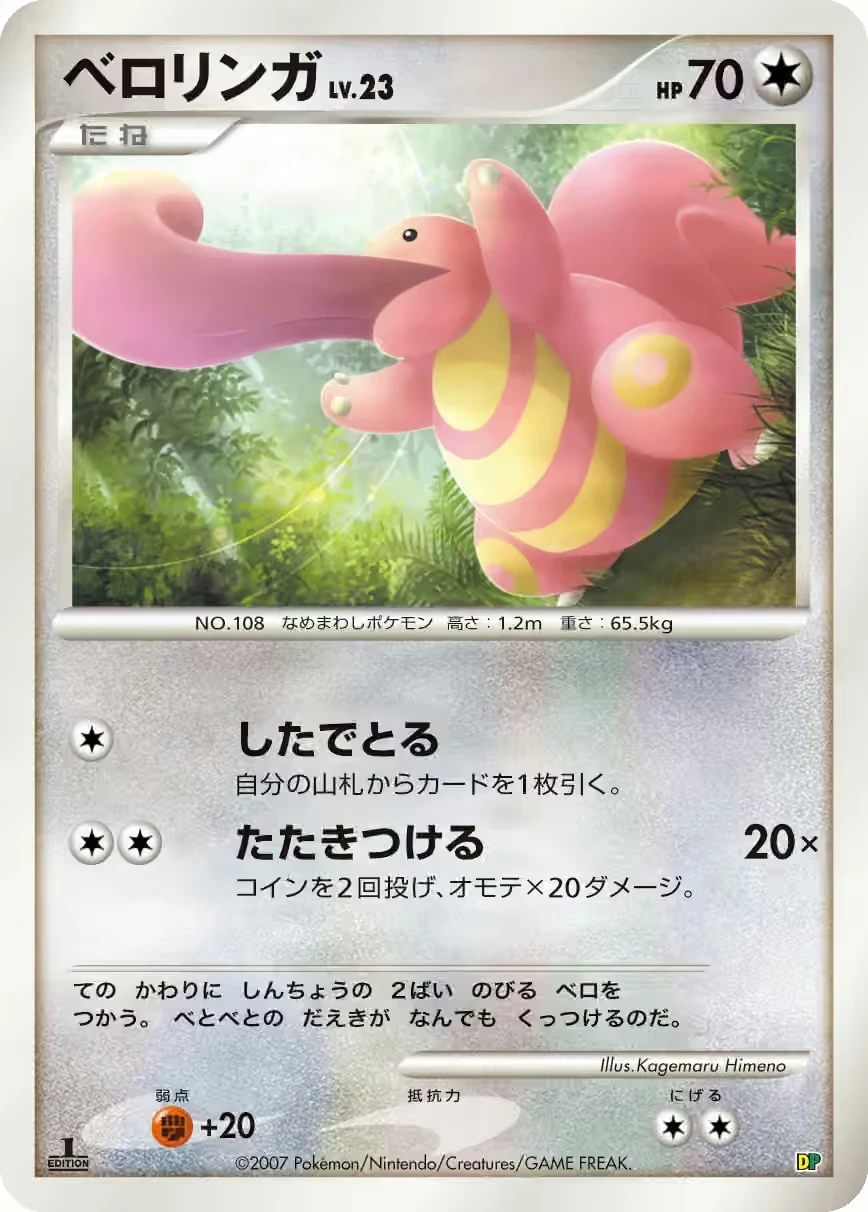 ベロリンガ LV.23 HP 70
たね
NO.108 なめまわしポケモン 高さ:1.2m 重さ:65.5kg
したでとる
自分の山札からカードを1枚引く。
たたきつける 20×
コインを2回投げ、オモテ×20ダメージ。
ての かわりに しんちょうの 2ばい のびる ベロを
つかう。 べとべとの だえきが なんでも くっつけるのだ。
Illus.Kagemaru Himeno
弱点 抵抗力 にげる
+20
1 EDITION
©2007 Pokémon/Nintendo/Creatures/GAME FREAK.
DP